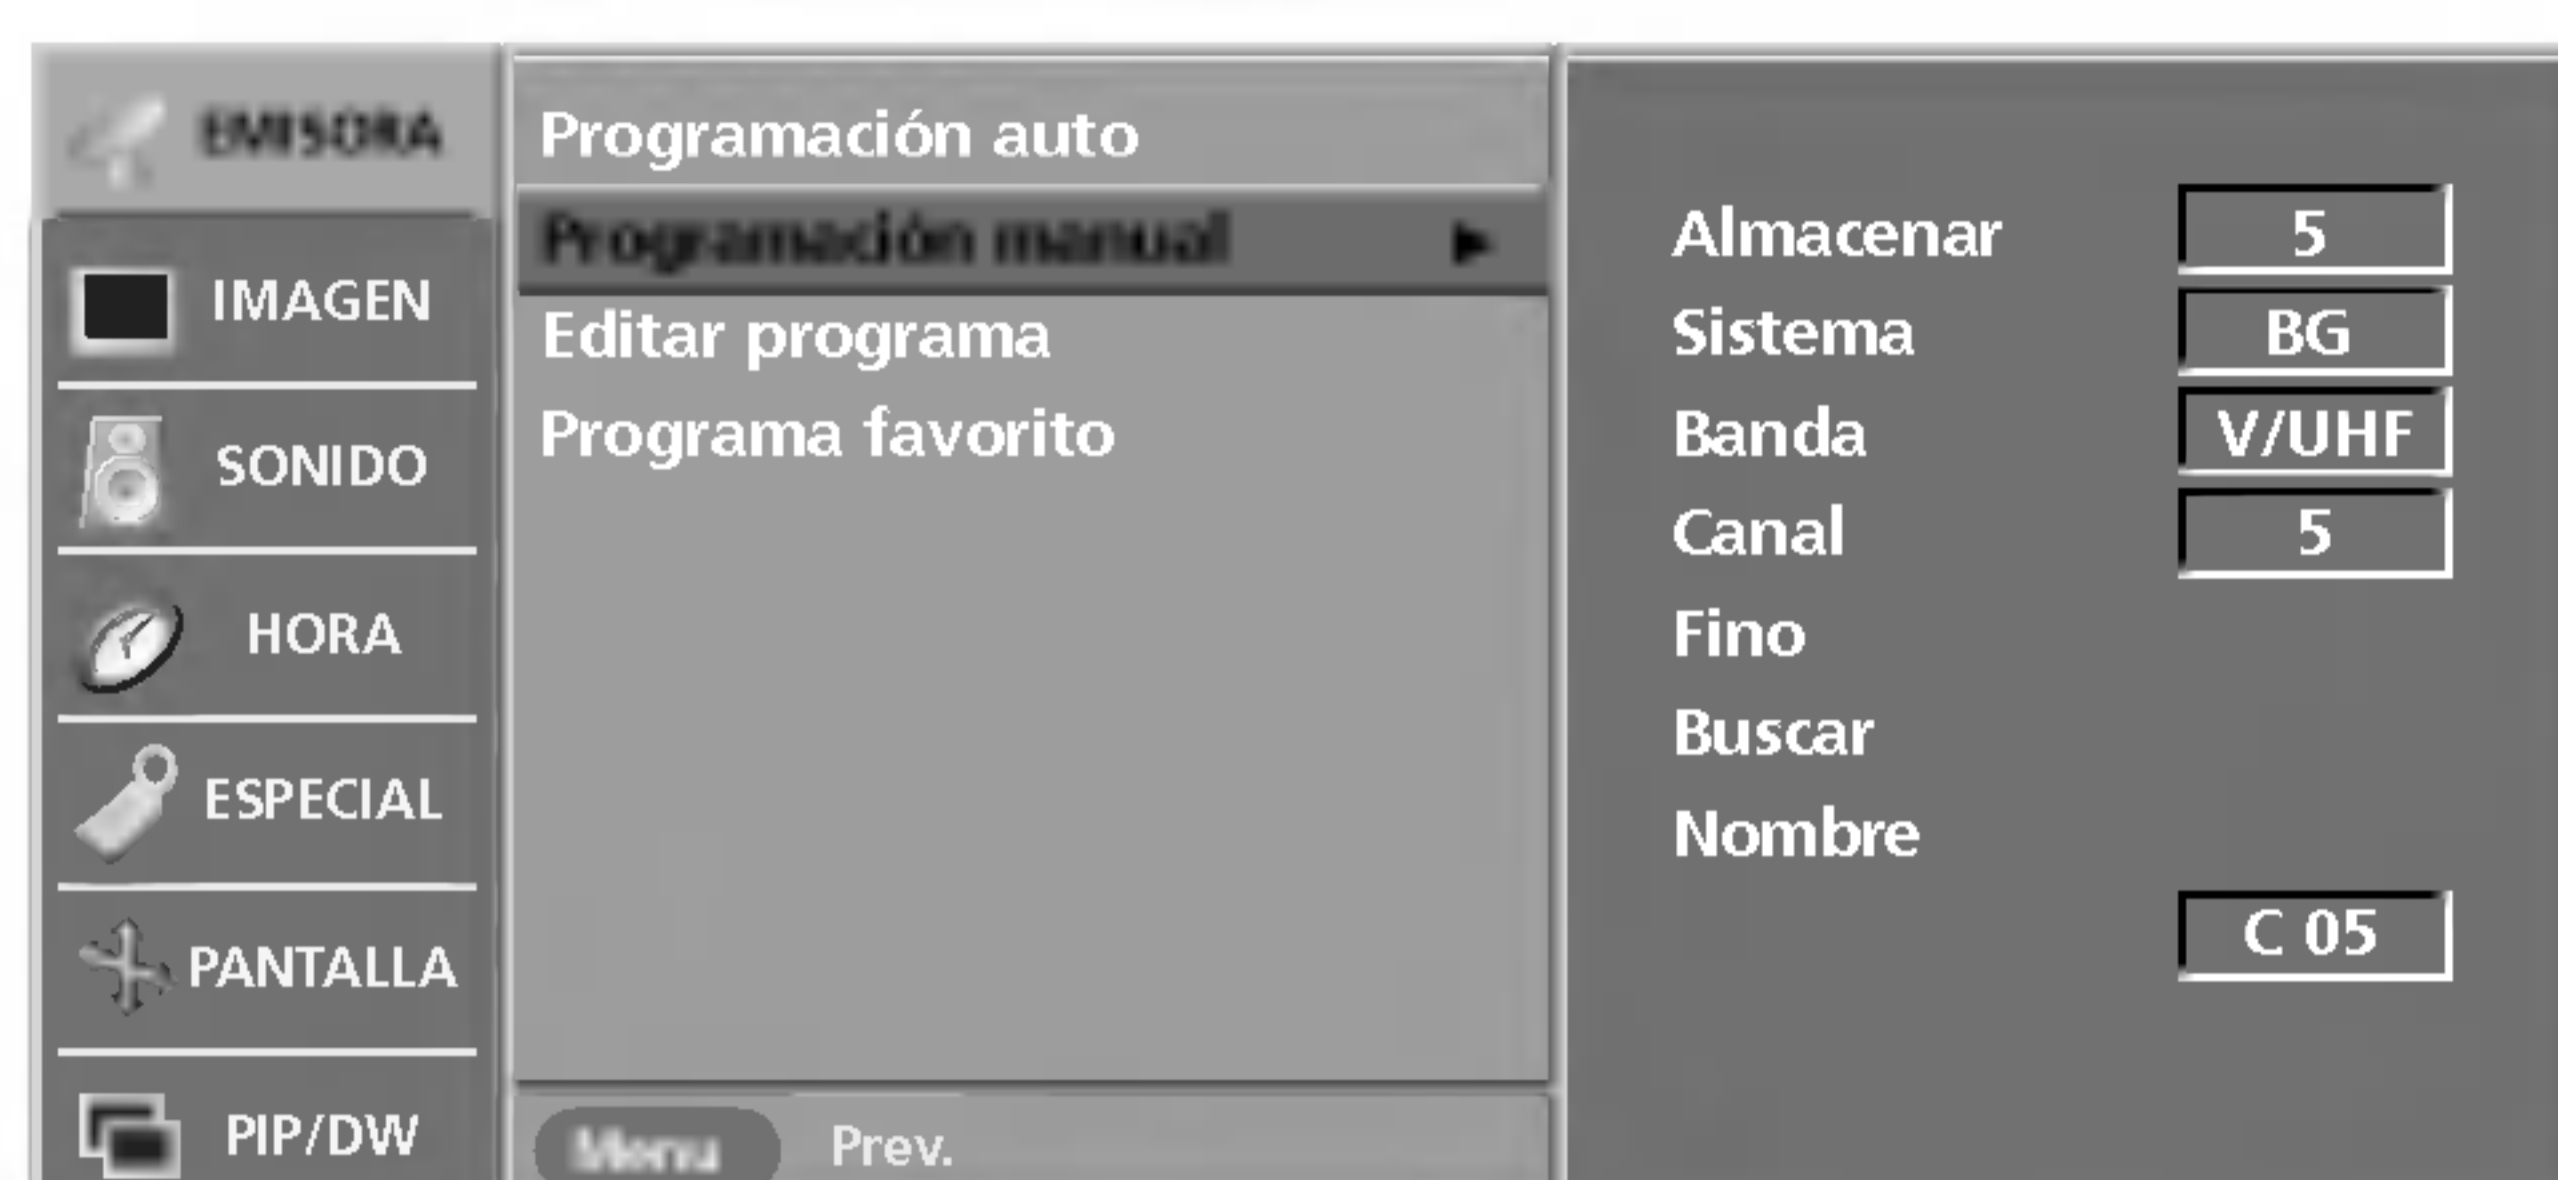 EMISORA
IMAGEN
SONIDO
HORA
ESPECIAL
PANTALLA
PIP/DW
Programación auto
Programación manual
Editar programa
Programa favorito
Menu Prev.
Almacenar 5
Sistema BG
Banda V/UHF
Canal 5
Fino
Buscar
Nombre
C 05